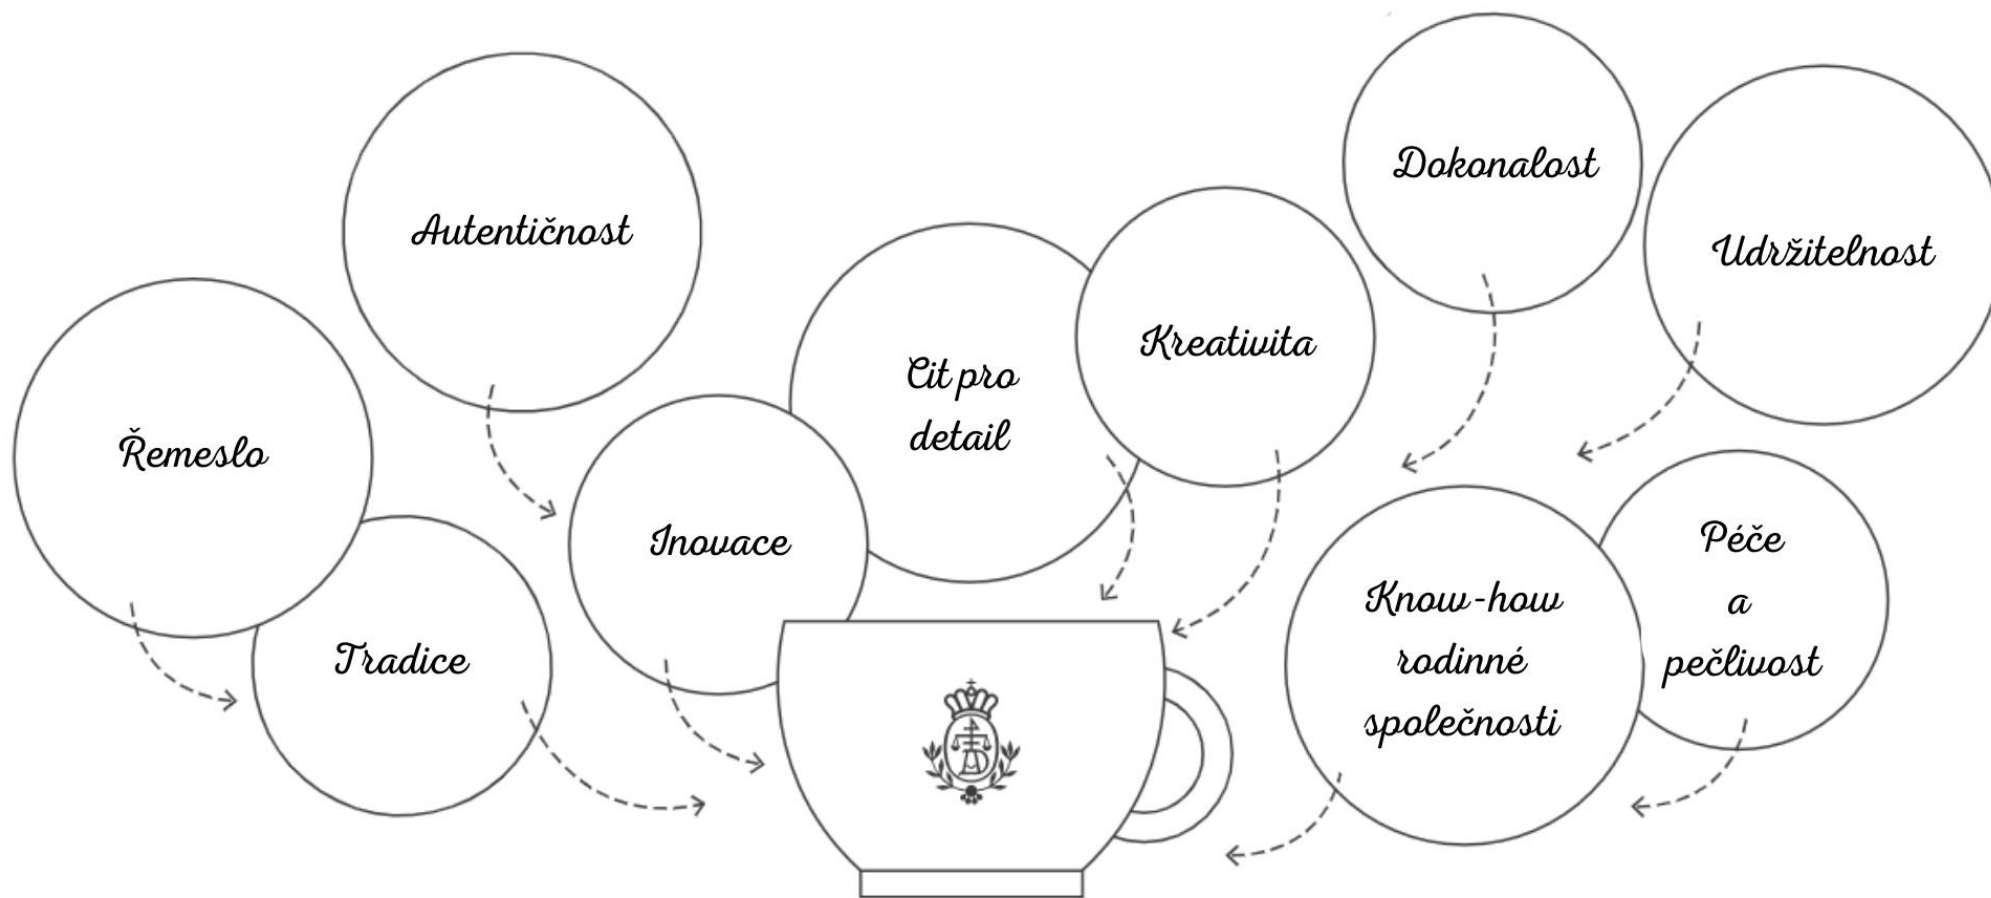 Řemeslo
Autentičnost
Tradice
Inovace
Cit pro
detail
Kreativita
Dokonalost
Udržitelnost
Know-how
rodinné
společnosti
Péče
a
pečlivost